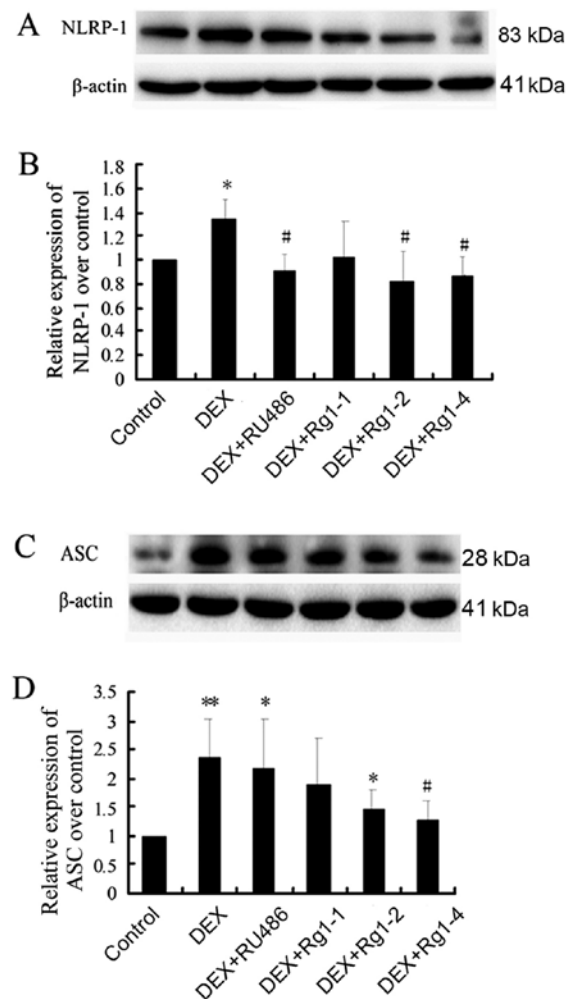 A
NLRP-1
83 kDa
β-actin
41 kDa
B
Relative expression of
NLRP-1 over control
1.8
1.6
1.4
1.2
1
0.8
0.6
0.4
0.2
0
*
#
#
#
Control
DEX
DEX+RU486
DEX+Rg1-1
DEX+Rg1-2
DEX+Rg1-4
C
ASC
28 kDa
β-actin
41 kDa
D
Relative expression of
ASC over control
3.5
3
2.5
2
1.5
1
0.5
0
**
*
*
#
Control
DEX
DEX+RU486
DEX+Rg1-1
DEX+Rg1-2
DEX+Rg1-4